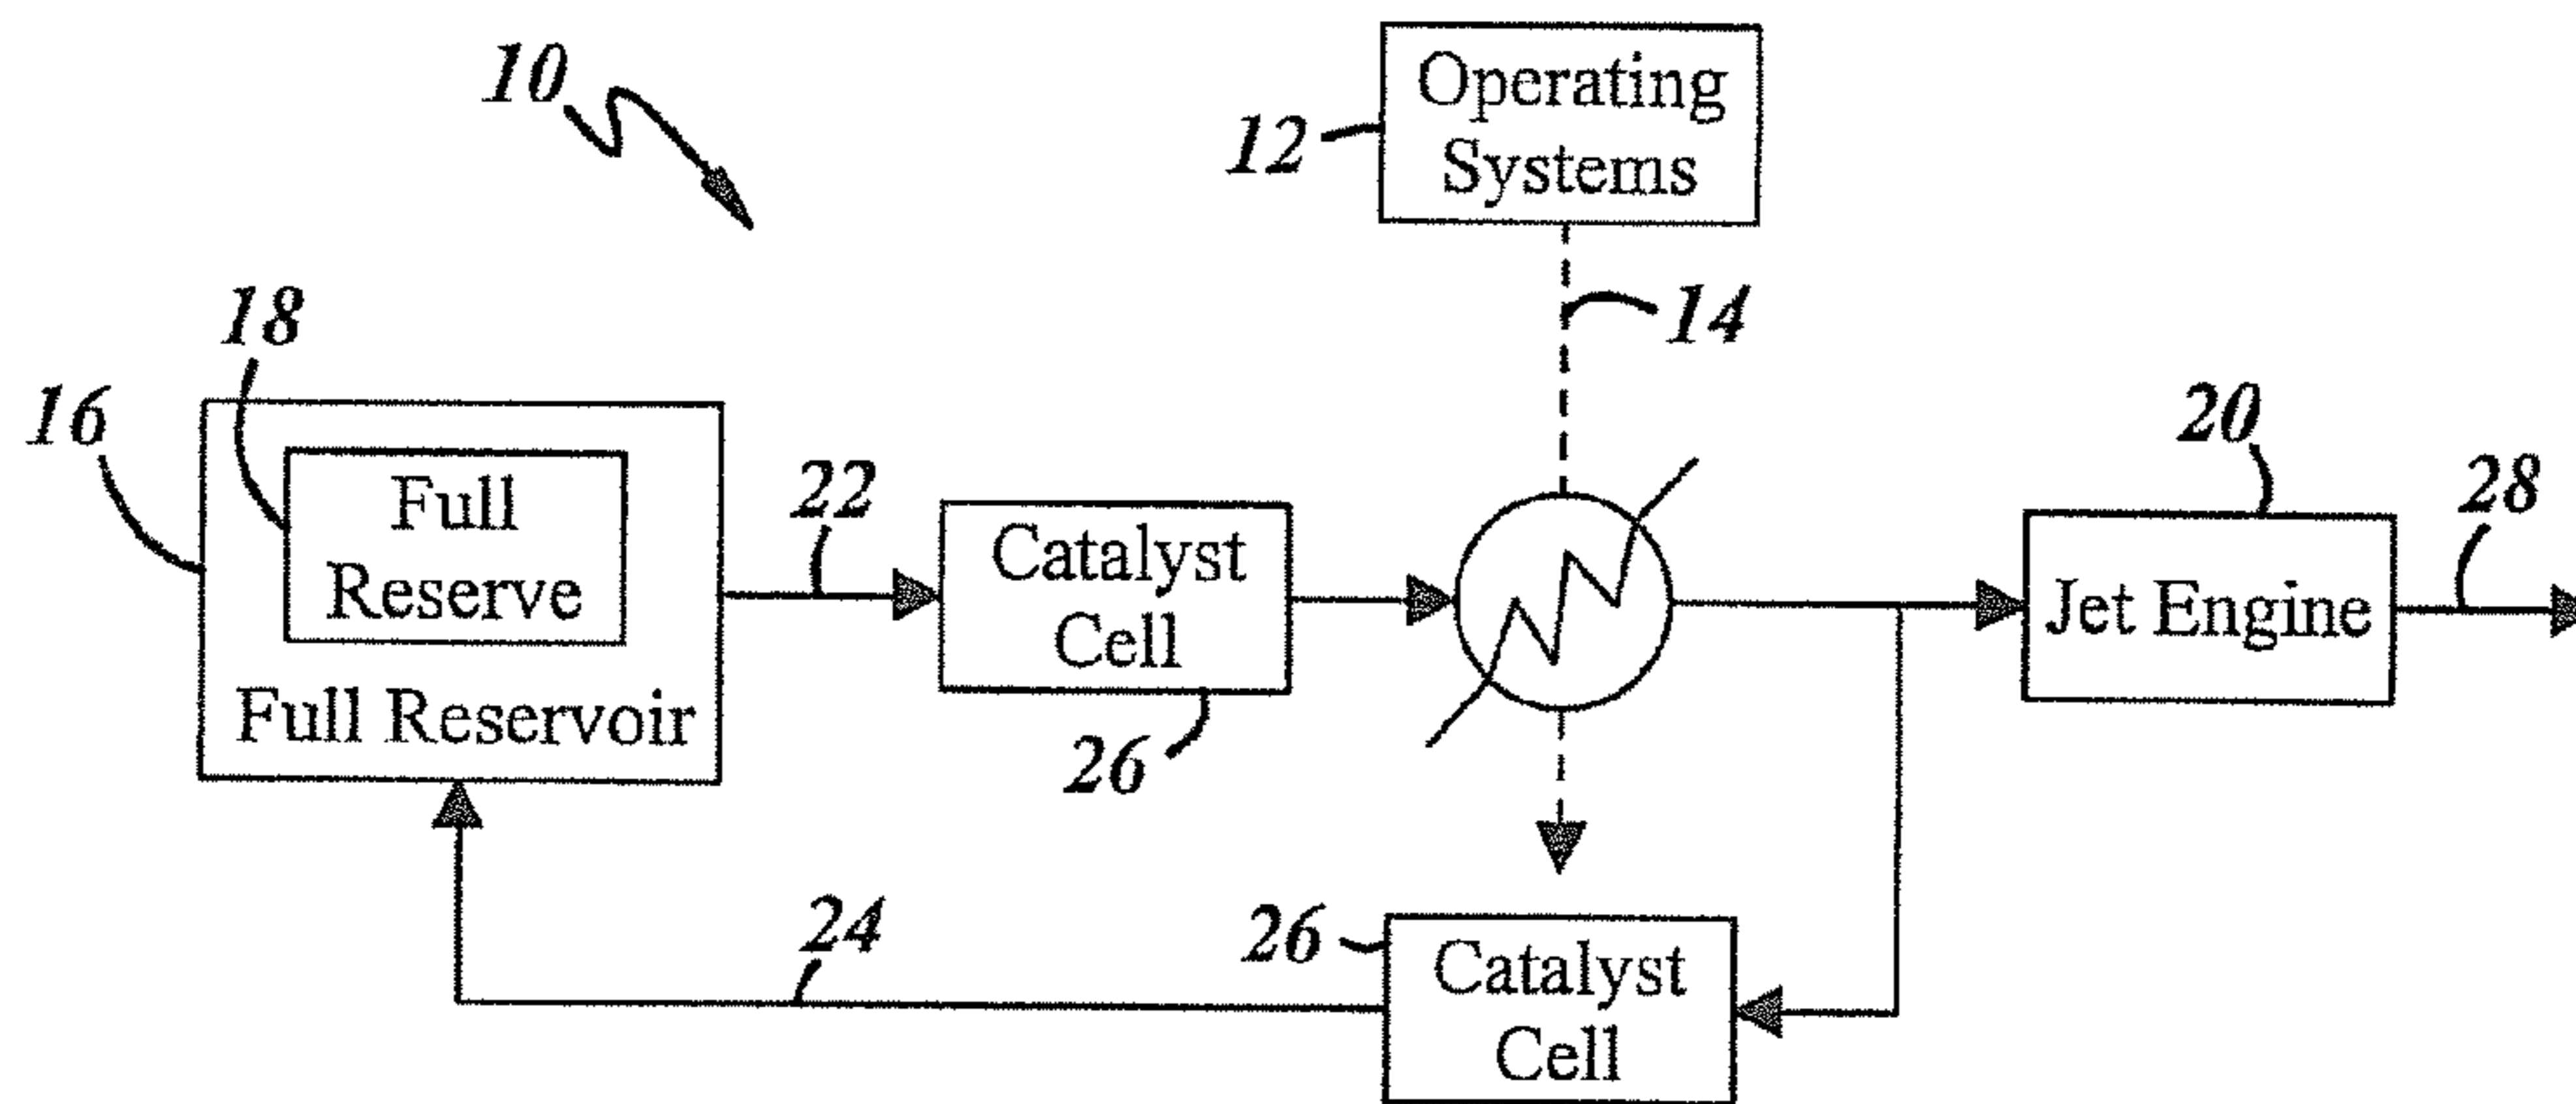 10
Operating
Systems
12
14
18
16
Full
Reserve
Full Reservoir
22
Catalyst
Cell
26
20
Jet Engine
28
24
26
Catalyst
Cell